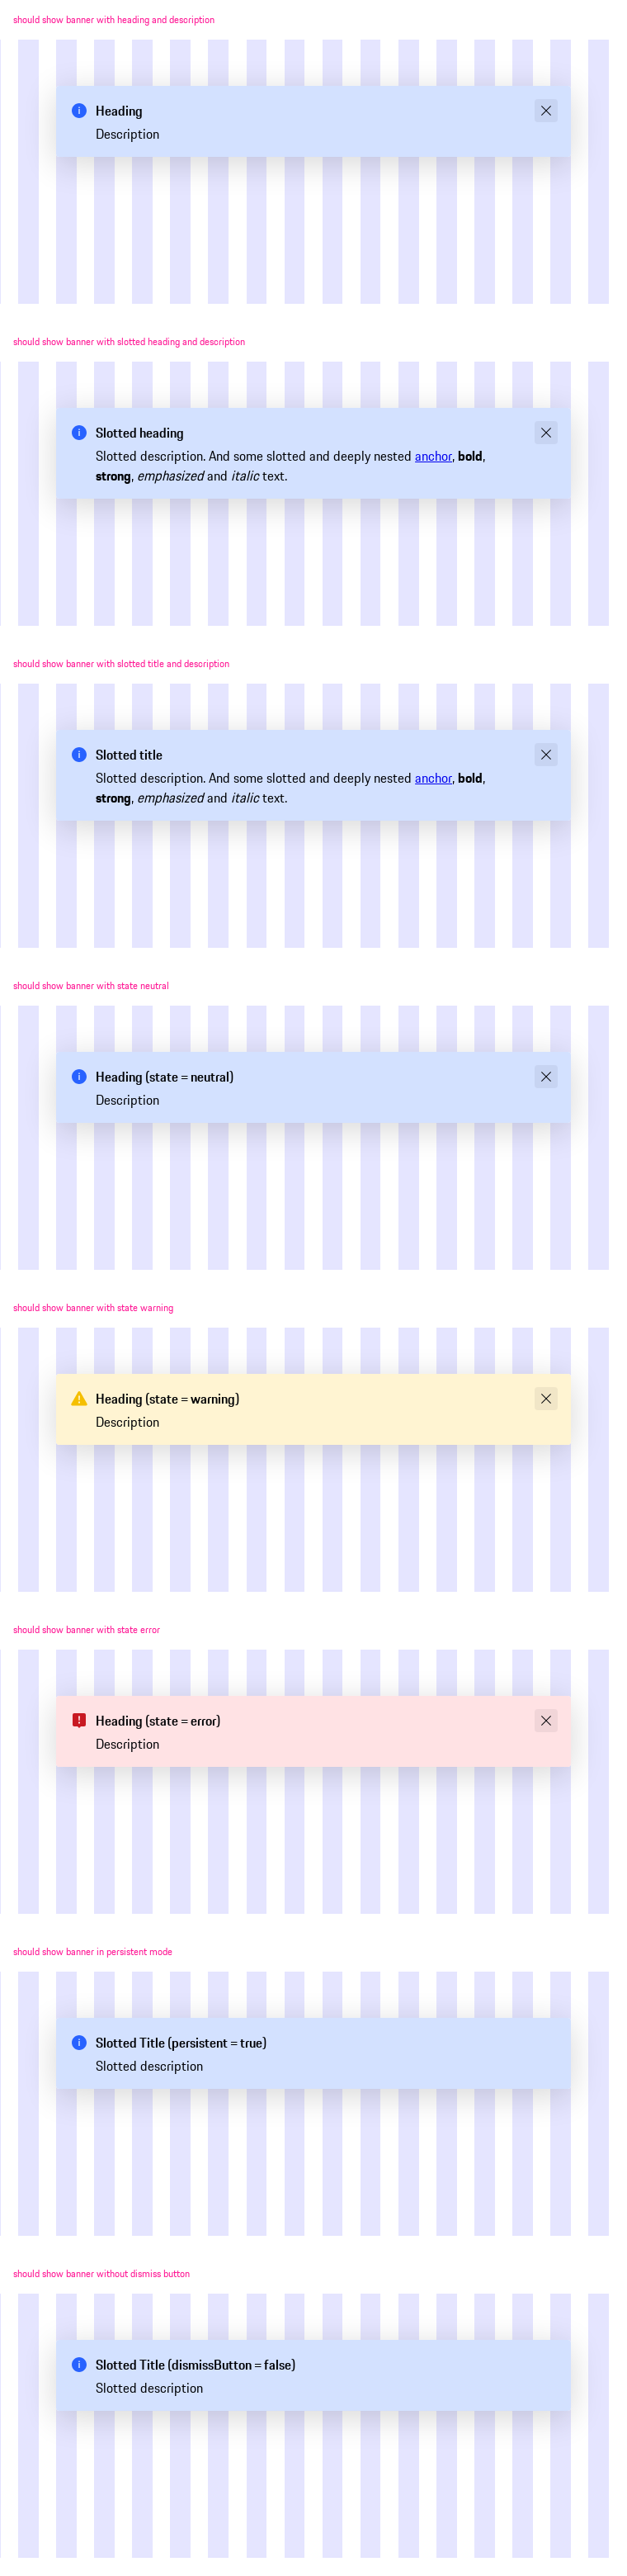 should show banner with heading and description
Heading
Description
should show banner with slotted heading and description
Slotted heading
Slotted description. And some slotted and deeply nested anchor, bold,
strong, emphasized and italic text.
should show banner with slotted title and description
Slotted title
Slotted description. And some slotted and deeply nested anchor, bold,
strong, emphasized and italic text.
should show banner with state neutral
Heading (state = neutral)
Description
should show banner with state warning
Heading (state = warning)
Description
should show banner with state error
Heading (state = error)
Description
should show banner in persistent mode
Slotted Title (persistent = true)
Slotted description
should show banner without dismiss button
Slotted Title (dismissButton = false)
Slotted description